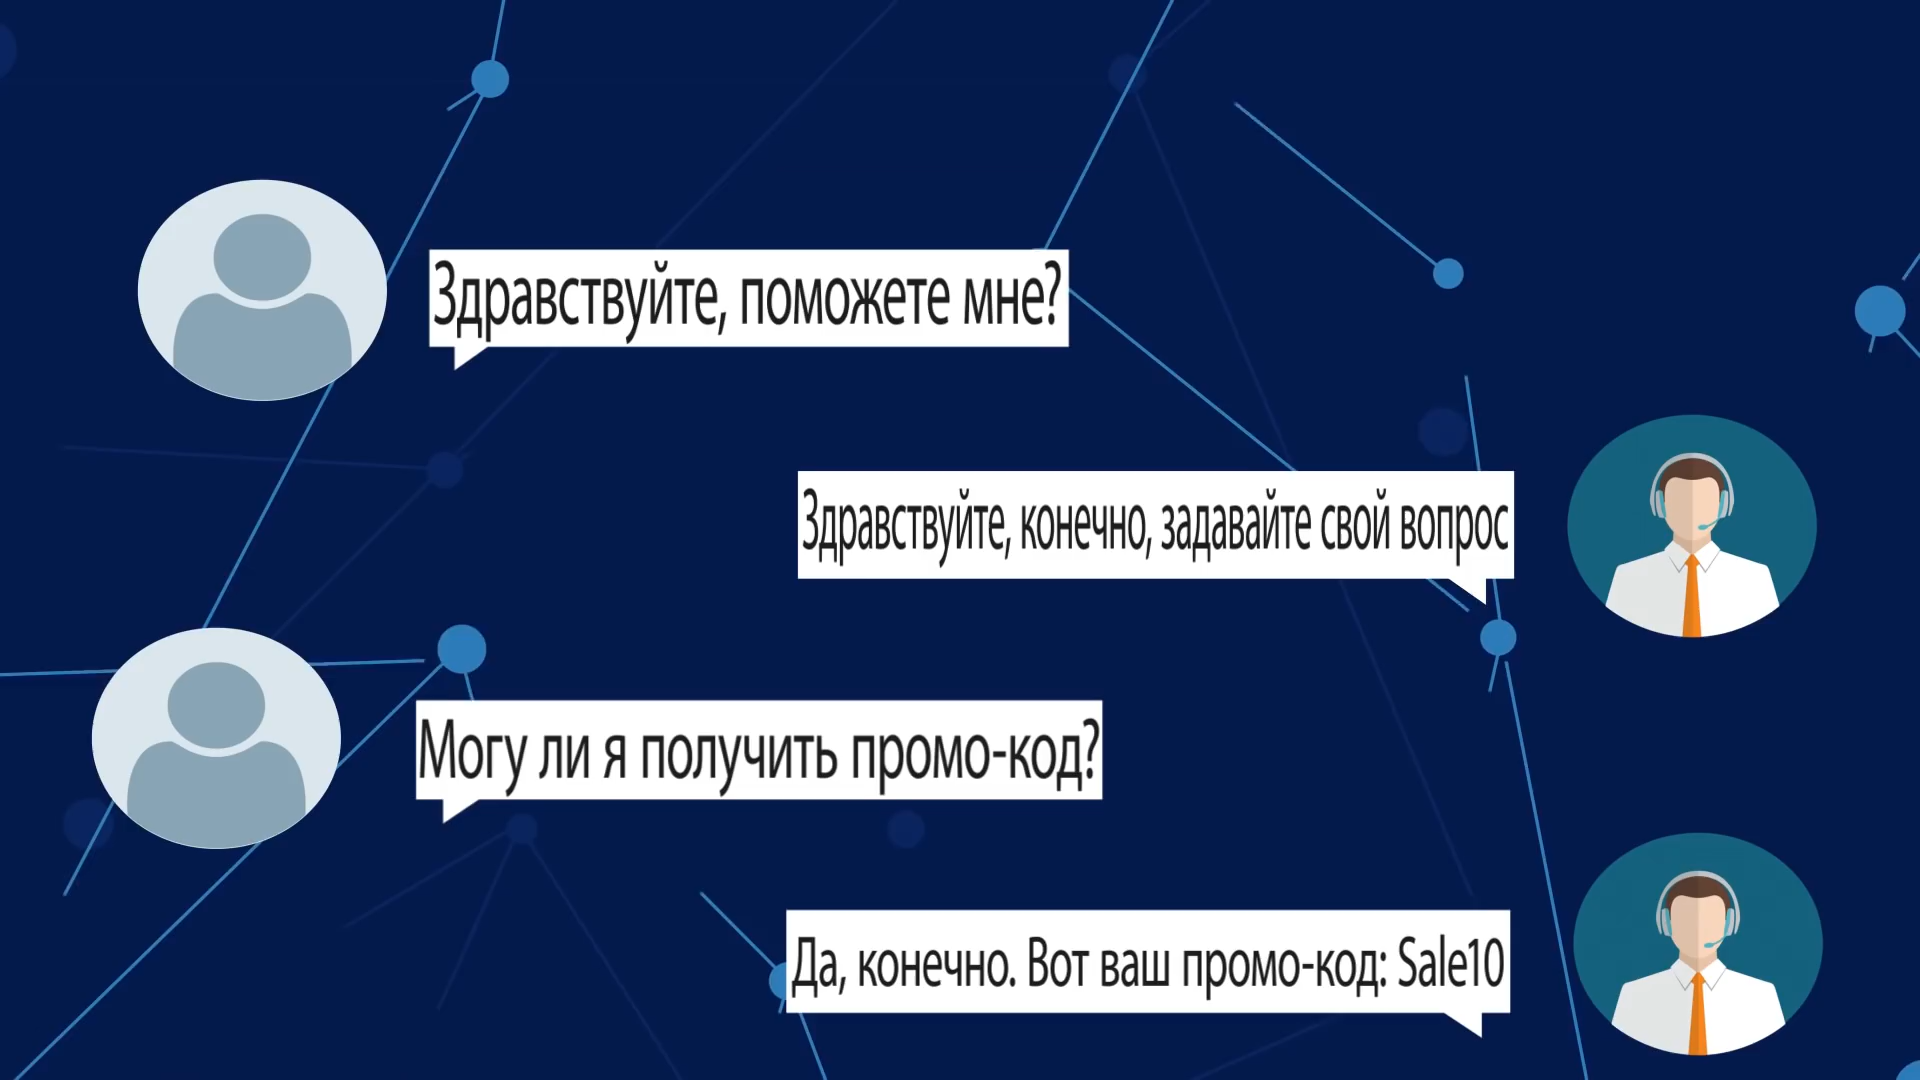 Здравствуйте, поможете мне?
Здравствуйте, конечно, задавайте свой вопрос
Могу ли я получить промо-код?
Да, конечно. Вот ваш промо-код: Sale10